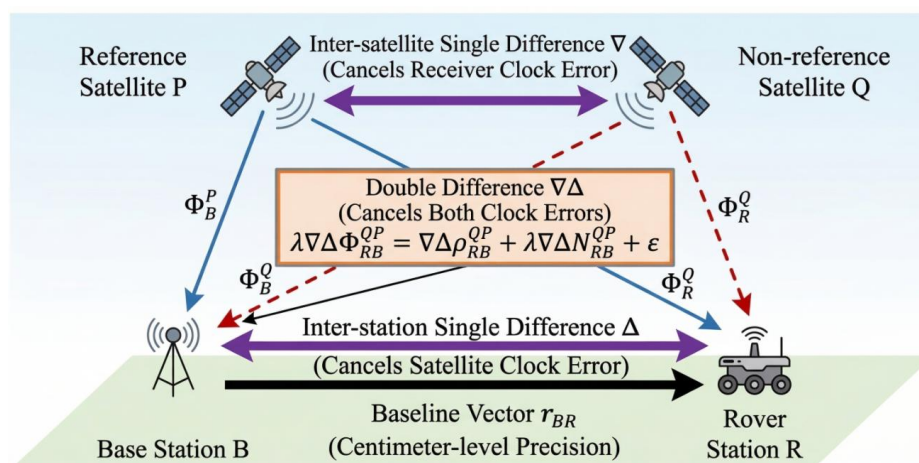 Reference
Satellite P
Inter-satellite Single Difference ∇
(Cancels Receiver Clock Error)
Non-reference
Satellite Q
Φ_B^P
Φ_R^Q
Double Difference ∇Δ
(Cancels Both Clock Errors)
λ∇ΔΦ_{RB}^{QP} = ∇Δρ_{RB}^{QP} + λ∇ΔN_{RB}^{QP} + ε
Φ_B^Q
Φ_R^Q
Inter-station Single Difference Δ
(Cancels Satellite Clock Error)
Baseline Vector r_{BR}
(Centimeter-level Precision)
Base Station B
Rover
Station R